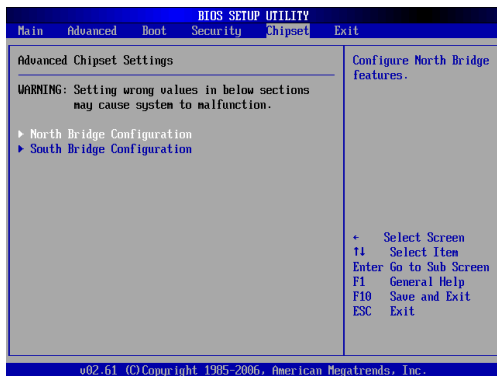 BIOS SETUP UTILITY
Main Advanced Boot Security Chipset Exit
Advanced Chipset Settings
WARNING: Setting wrong values in below sections
may cause system to malfunction.
▶ North Bridge Configuration
▶ South Bridge Configuration
Configure North Bridge
features.
← Select Screen
↑↓ Select Item
Enter Go to Sub Screen
F1 General Help
F10 Save and Exit
ESC Exit
v02.61 (C)Copyright 1985-2006, American Megatrends, Inc.